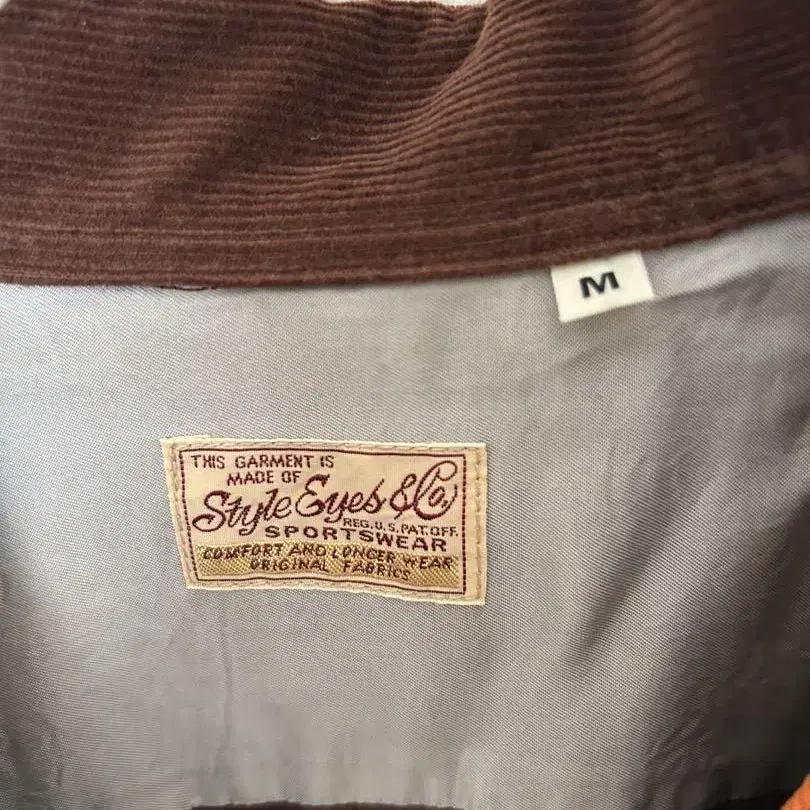 M
THIS GARMENT IS
MADE OF
Style Eyes & Co
REG. U.S. PAT. OFF.
SPORTSWEAR
COMFORT AND LONGER WEAR
ORIGINAL FABRICS